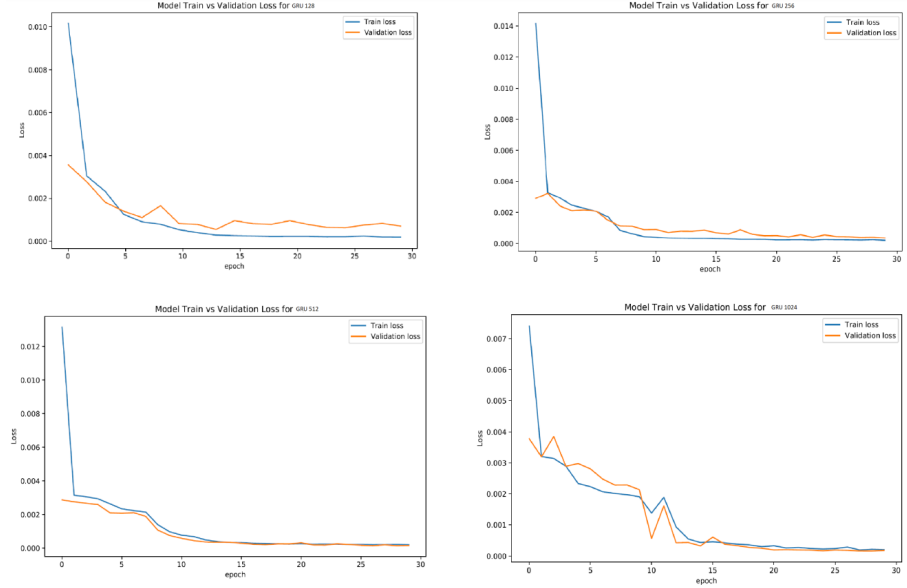 Model Train vs Validation Loss for GRU 128
Train loss
Validation loss
0.010
0.008
0.006
0.004
0.002
0.000
Loss
0
5
10
15
20
25
30
epoch
Model Train vs Validation Loss for GRU 256
Train loss
Validation loss
0.014
0.012
0.010
0.008
0.006
0.004
0.002
0.000
Loss
0
5
10
15
20
25
30
epoch
Model Train vs Validation Loss for GRU 512
Train loss
Validation loss
0.012
0.010
0.008
0.006
0.004
0.002
0.000
Loss
0
5
10
15
20
25
30
epoch
Model Train vs Validation Loss for GRU 1024
Train loss
Validation loss
0.007
0.006
0.005
0.004
0.003
0.002
0.001
0.000
Loss
0
5
10
15
20
25
30
epoch